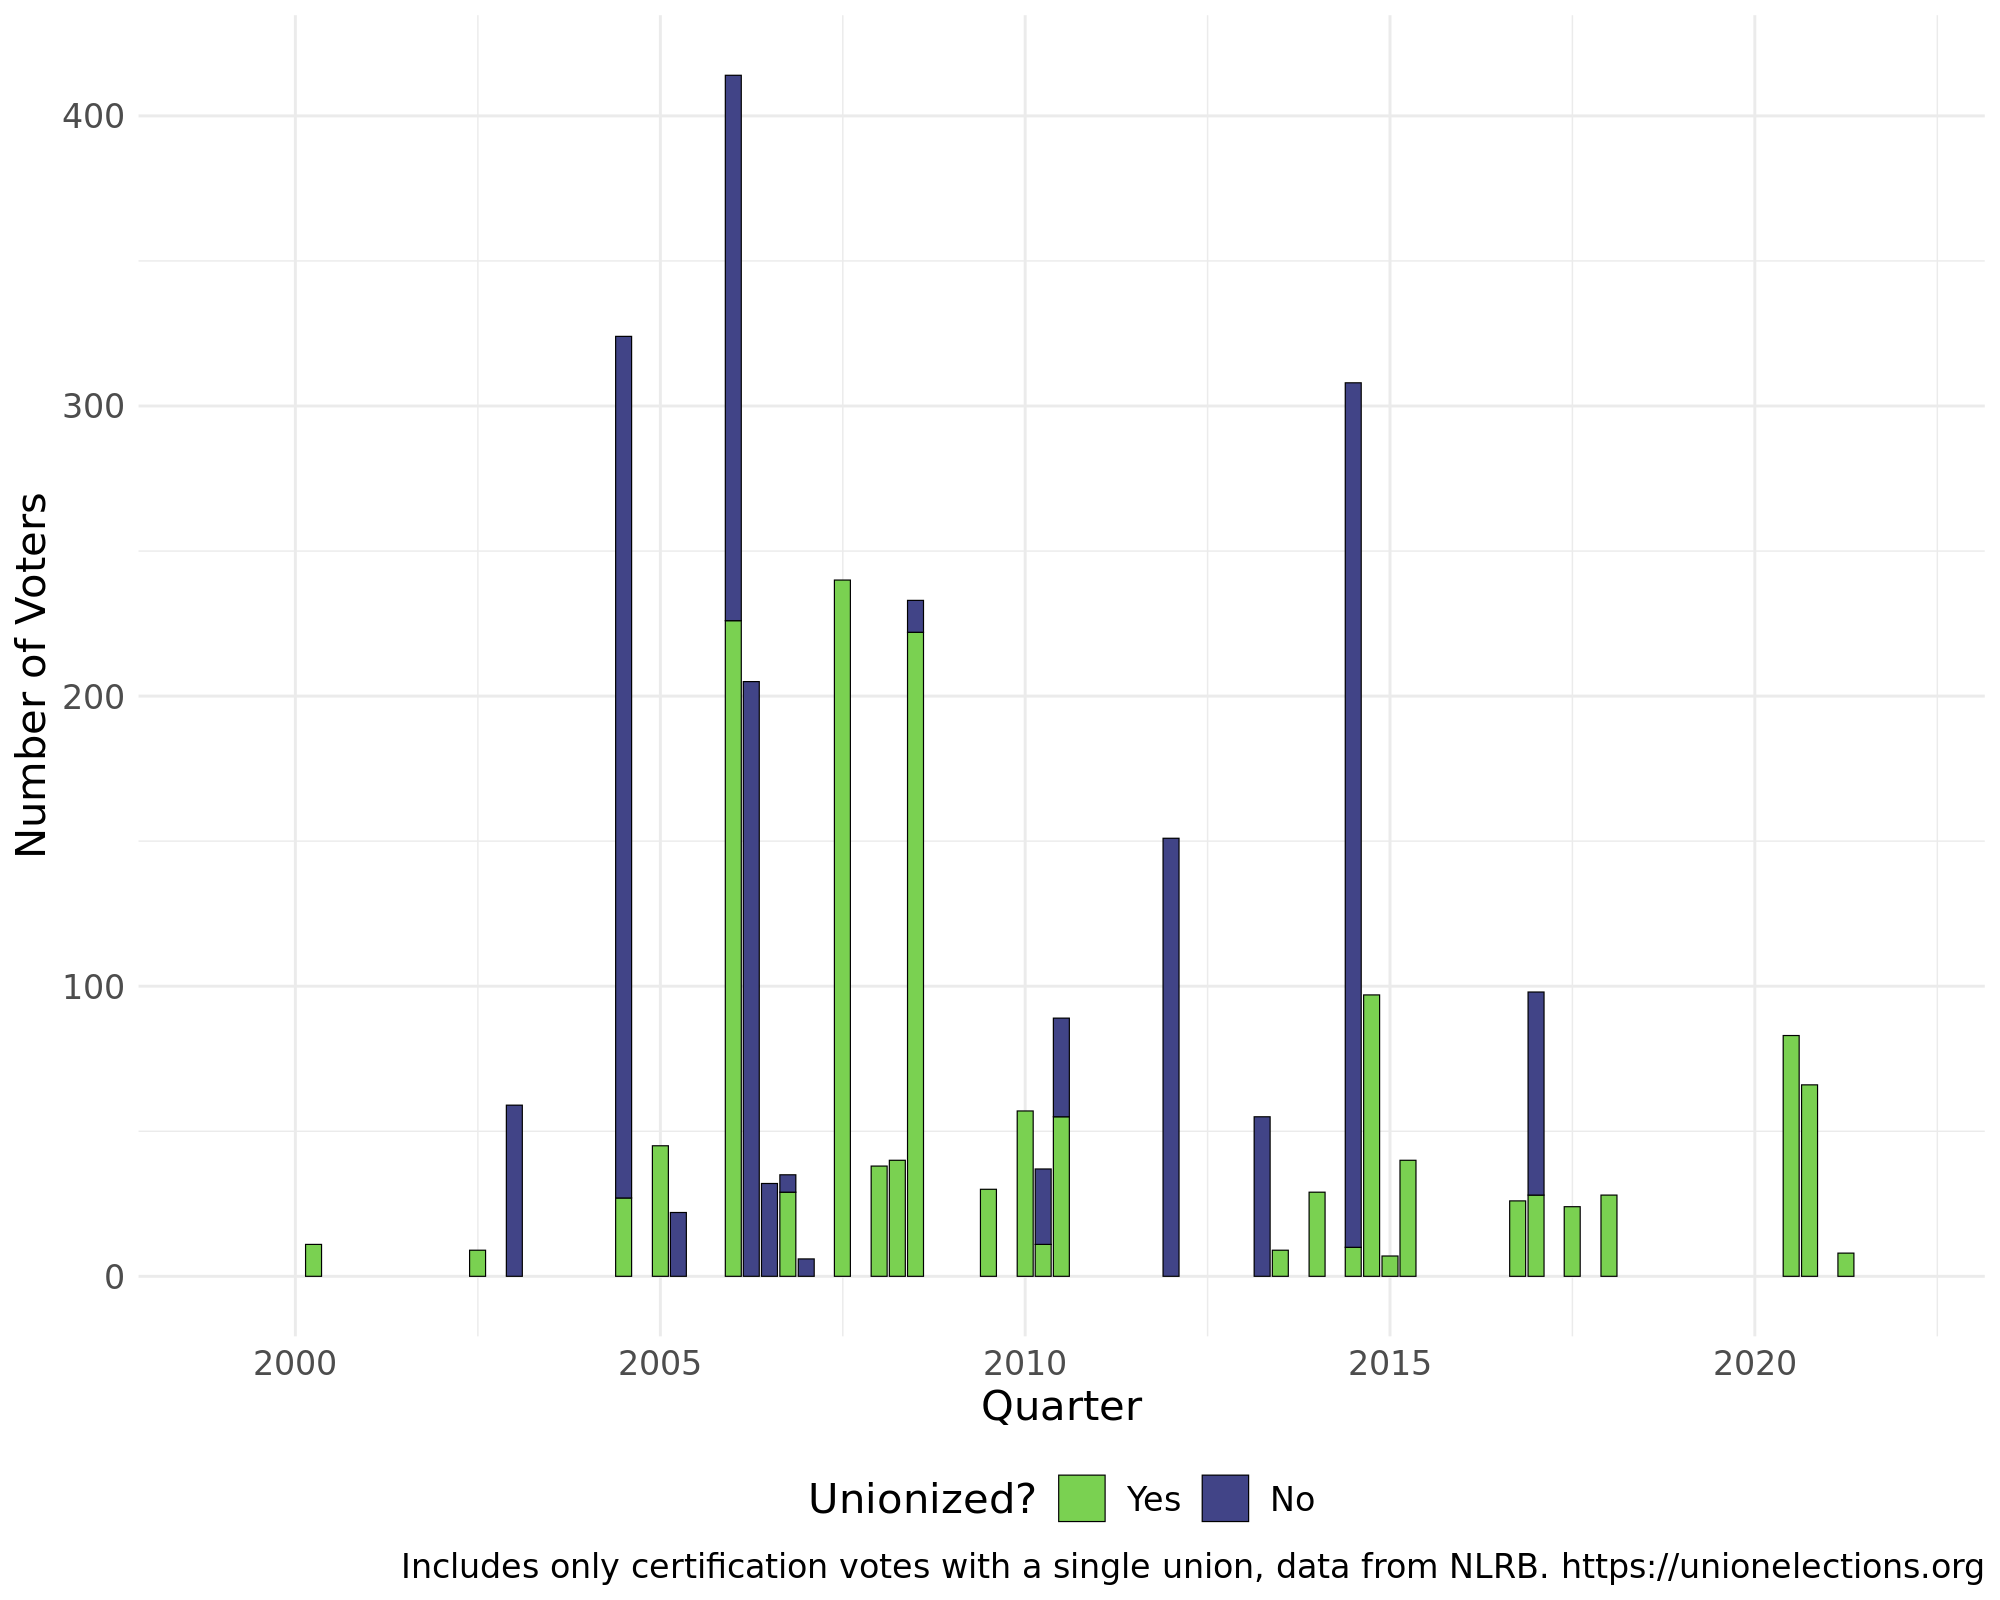 400
300
200
100
0
Number of Voters
2000 2005 2010 2015 2020
Quarter
Unionized? Yes No
Includes only certification votes with a single union, data from NLRB. https://unionelections.org